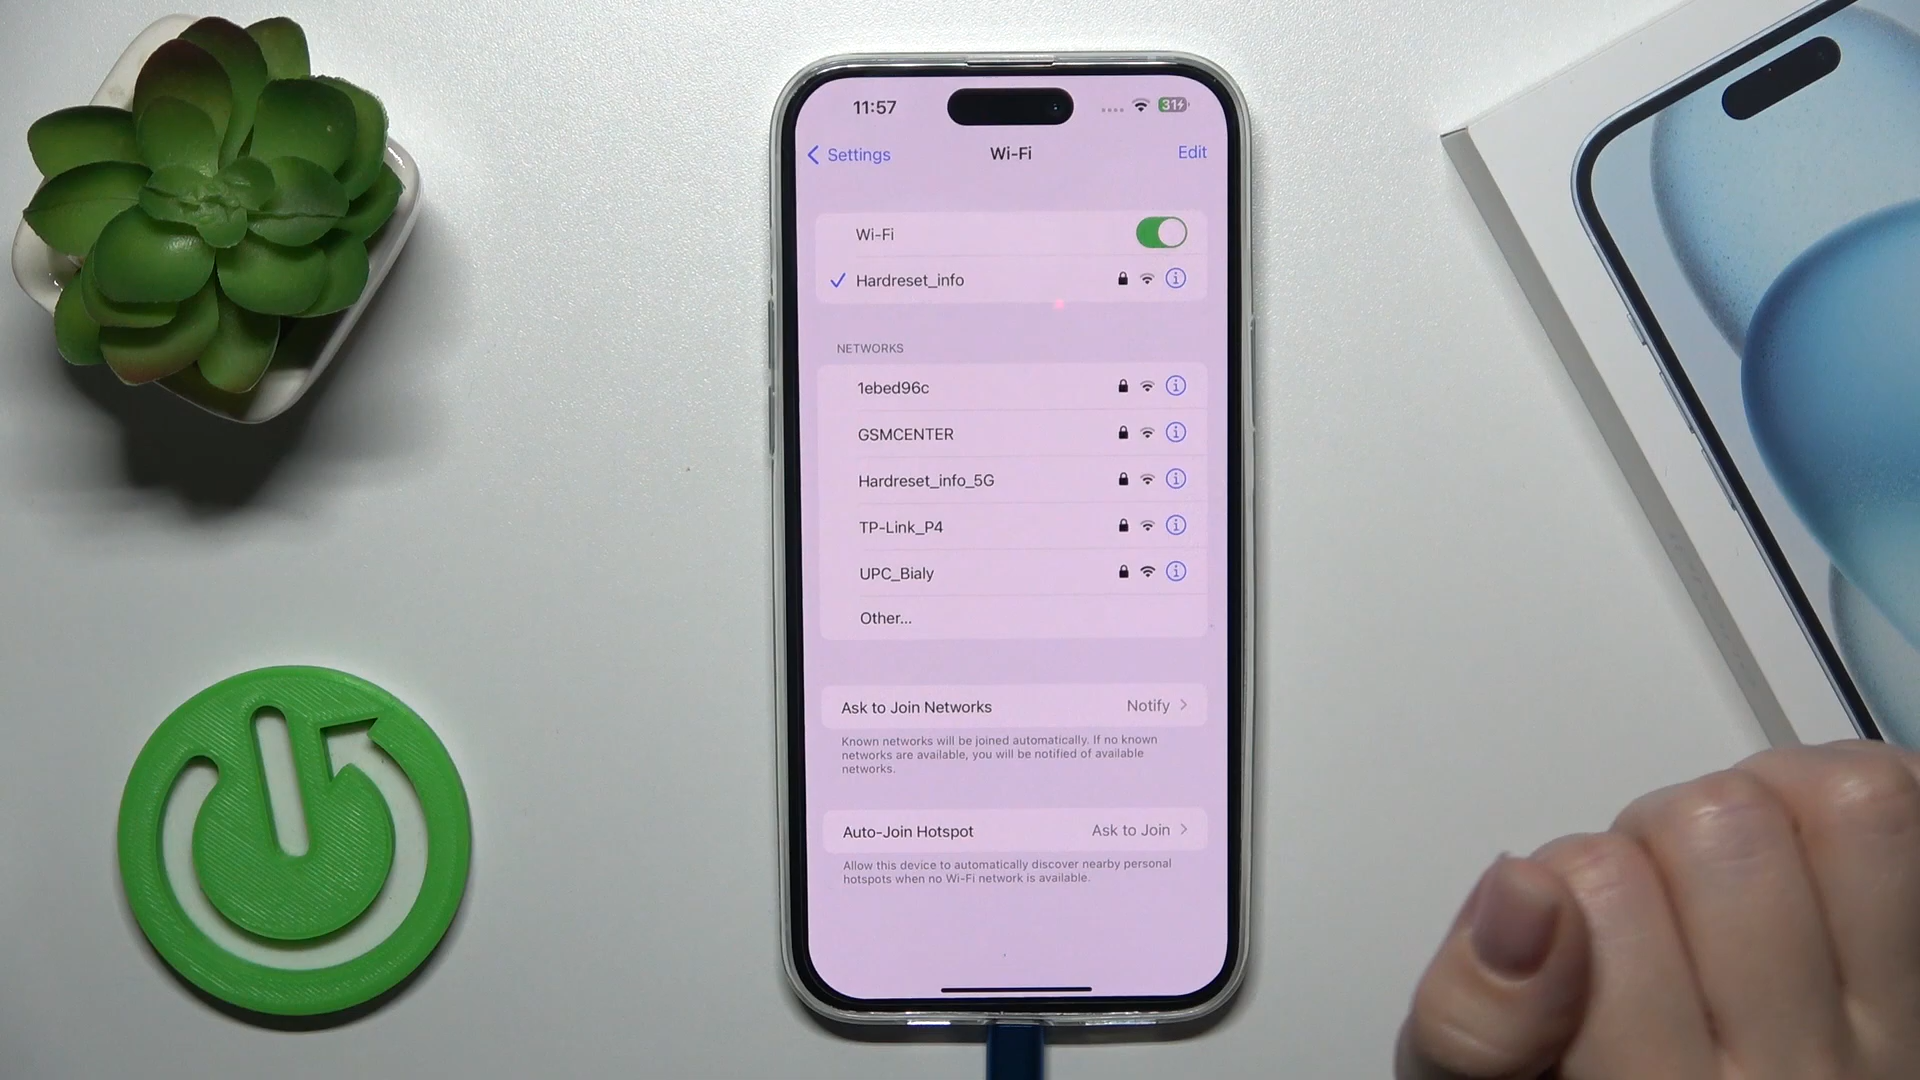 11:57
31
Settings
Wi-Fi
Edit
Wi-Fi
Hardreset_info
NETWORKS
1ebed96c
GSMCENTER
Hardreset_info_5G
TP-Link_P4
UPC_Bialy
Other...
Ask to Join Networks
Notify
Known networks will be joined automatically. If no known
networks are available, you will be notified of available
networks.
Auto-Join Hotspot
Ask to Join
Allow this device to automatically discover nearby personal
hotspots when no Wi-Fi network is available.